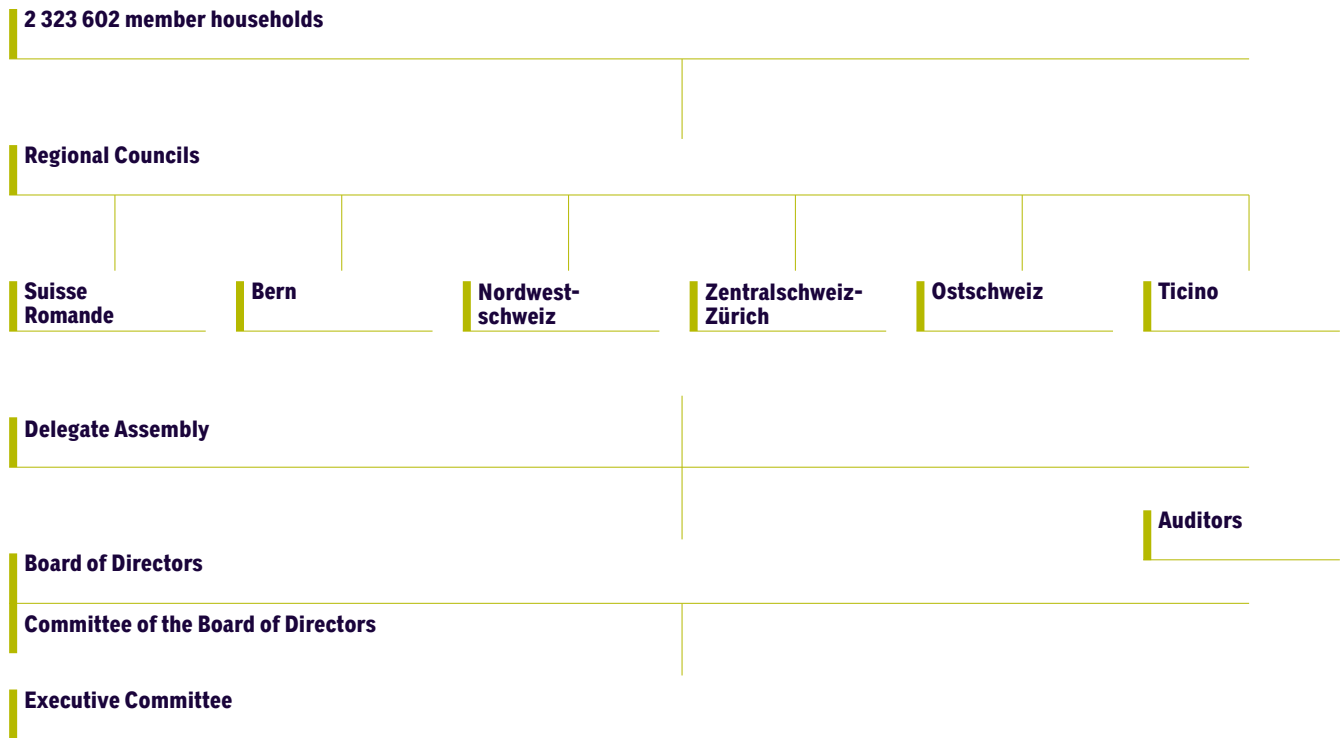 2 323 602 member households
Regional Councils
Suisse
Romande
Bern
Nordwest-
schweiz
Zentralschweiz-
Zürich
Ostschweiz
Ticino
Delegate Assembly
Auditors
Board of Directors
Committee of the Board of Directors
Executive Committee